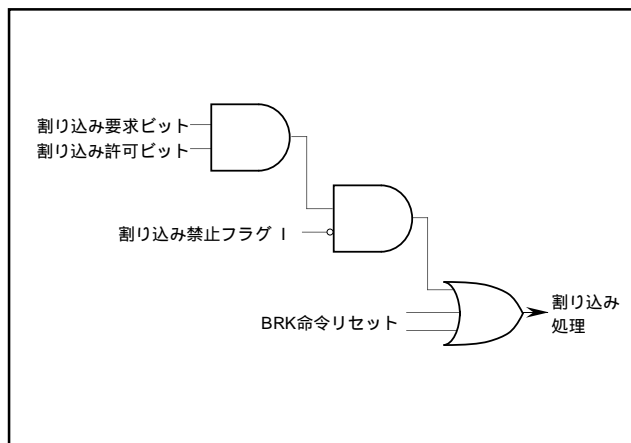 割り込み要求ビット
割り込み許可ビット
割り込み禁止フラグ I
BRK命令リセット
割り込み
処理